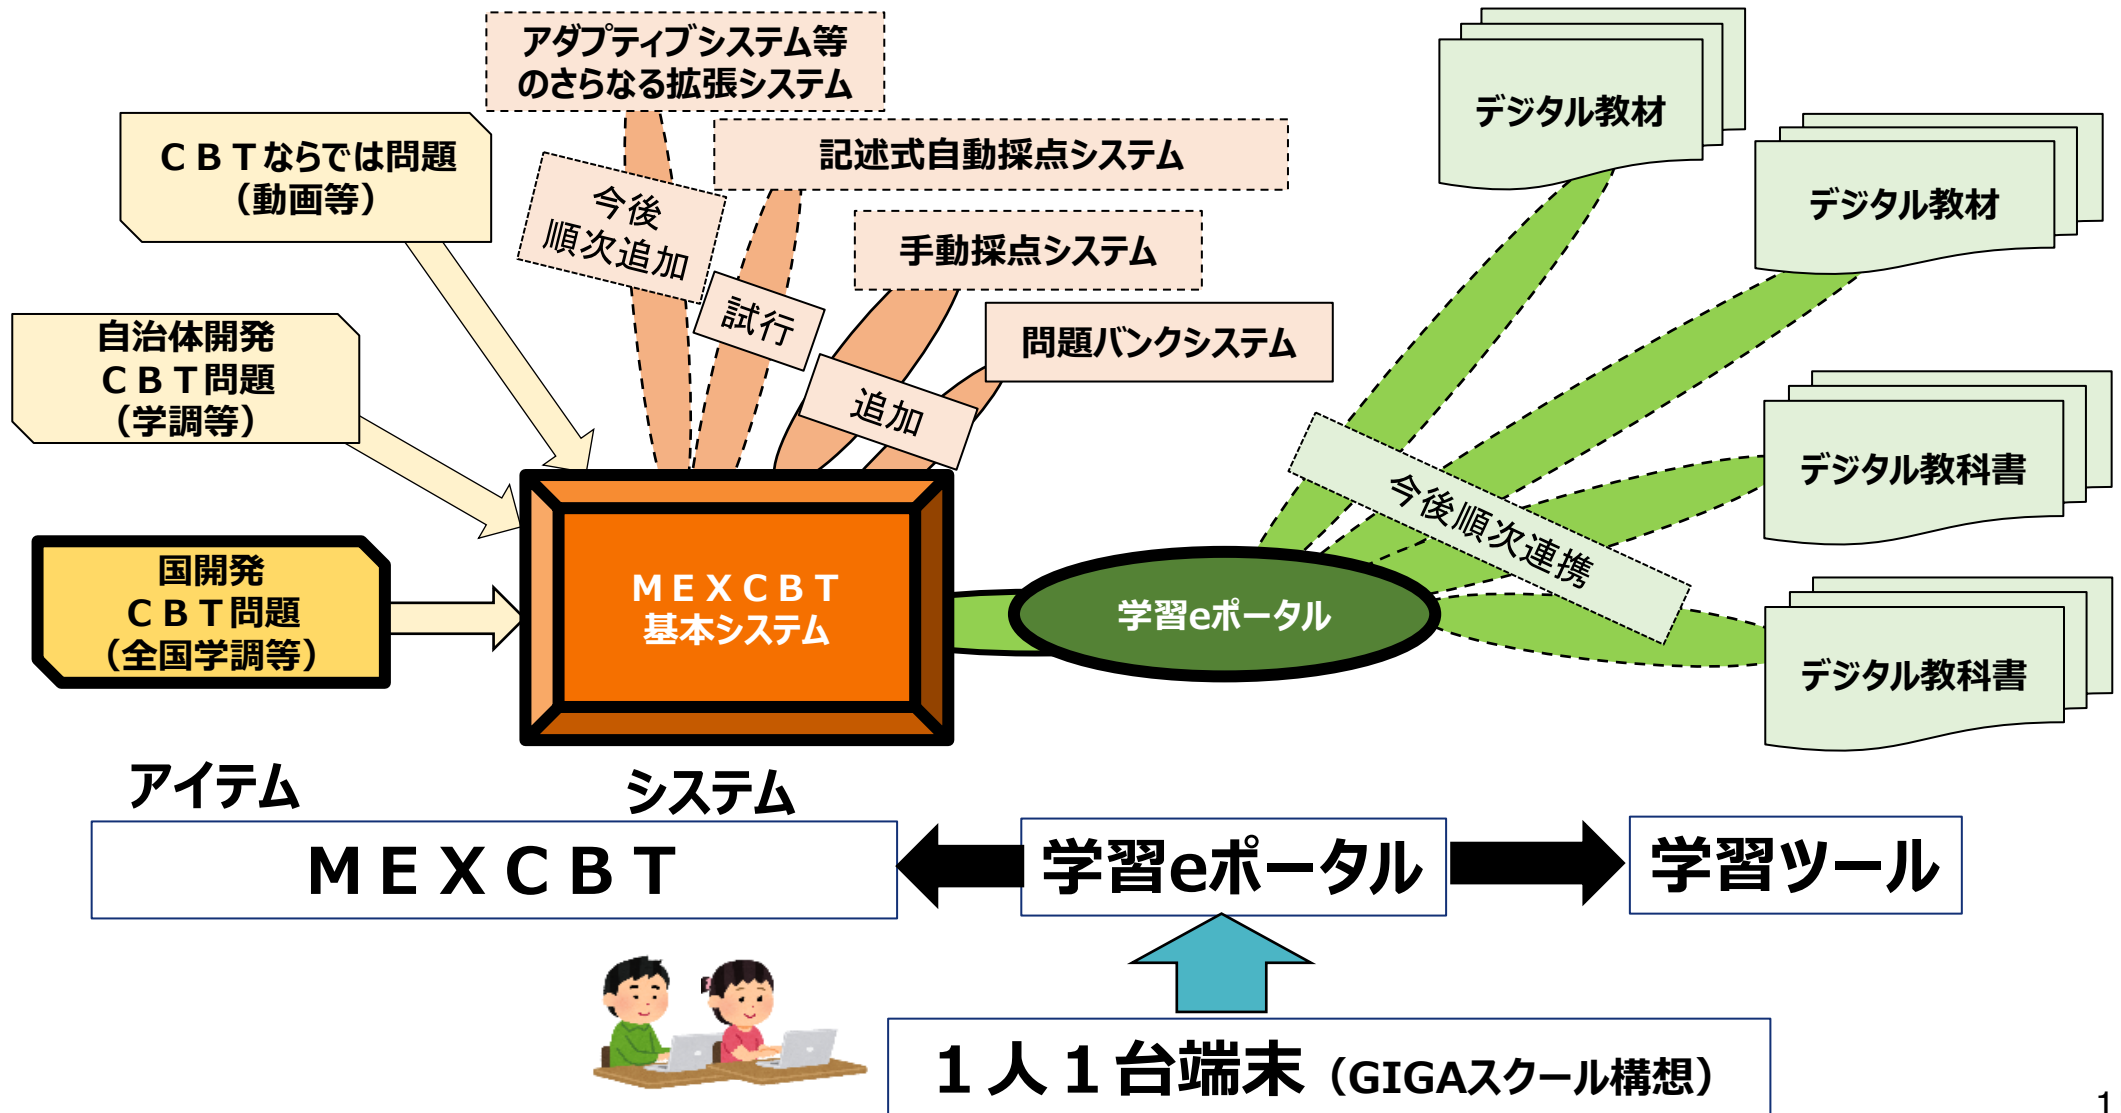 アダプティブシステム等
のさらなる拡張システム
デジタル教材
ＣＢＴならでは問題
（動画等）
記述式自動採点システム
デジタル教材
今後
順次追加
手動採点システム
試行
問題バンクシステム
自治体開発
ＣＢＴ問題
（学調等）
追加
デジタル教科書
今後順次連携
国開発
ＣＢＴ問題
（全国学調等）
ＭＥＸＣＢＴ
基本システム
学習eポータル
デジタル教科書
アイテム
システム
ＭＥＸＣＢＴ
学習eポータル
学習ツール
１人１台端末（GIGAスクール構想）
1